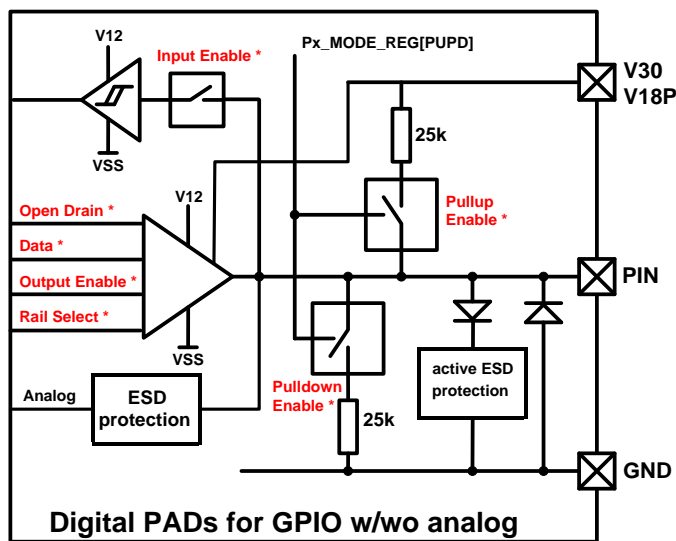 V12
Input Enable *
Px_MODE_REG[PUPD]
V30
V18P
25k
VSS
Pullup
Enable *
V12
Open Drain *
Data *
Output Enable *
Rail Select *
PIN
VSS
Analog
ESD
protection
Pulldown
Enable *
25k
active ESD
protection
GND
Digital PADs for GPIO w/wo analog